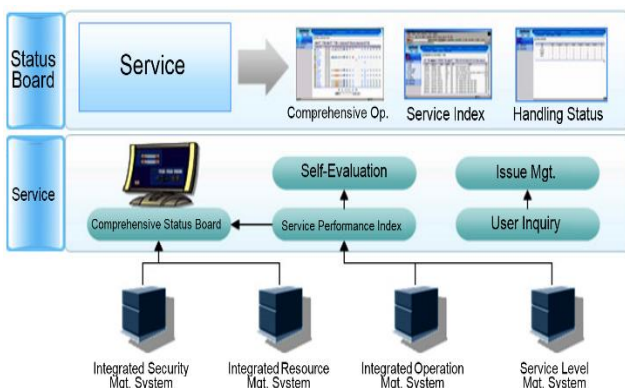 Status
Board
Service
Comprehensive Op.
Service Index
Handling Status
Service
Self-Evaluation
Issue Mgt.
Comprehensive Status Board
Service Performance Index
User Inquiry
Integrated Security
Mgt. System
Integrated Resource
Mgt. System
Integrated Operation
Mgt. System
Service Level
Mgt. System